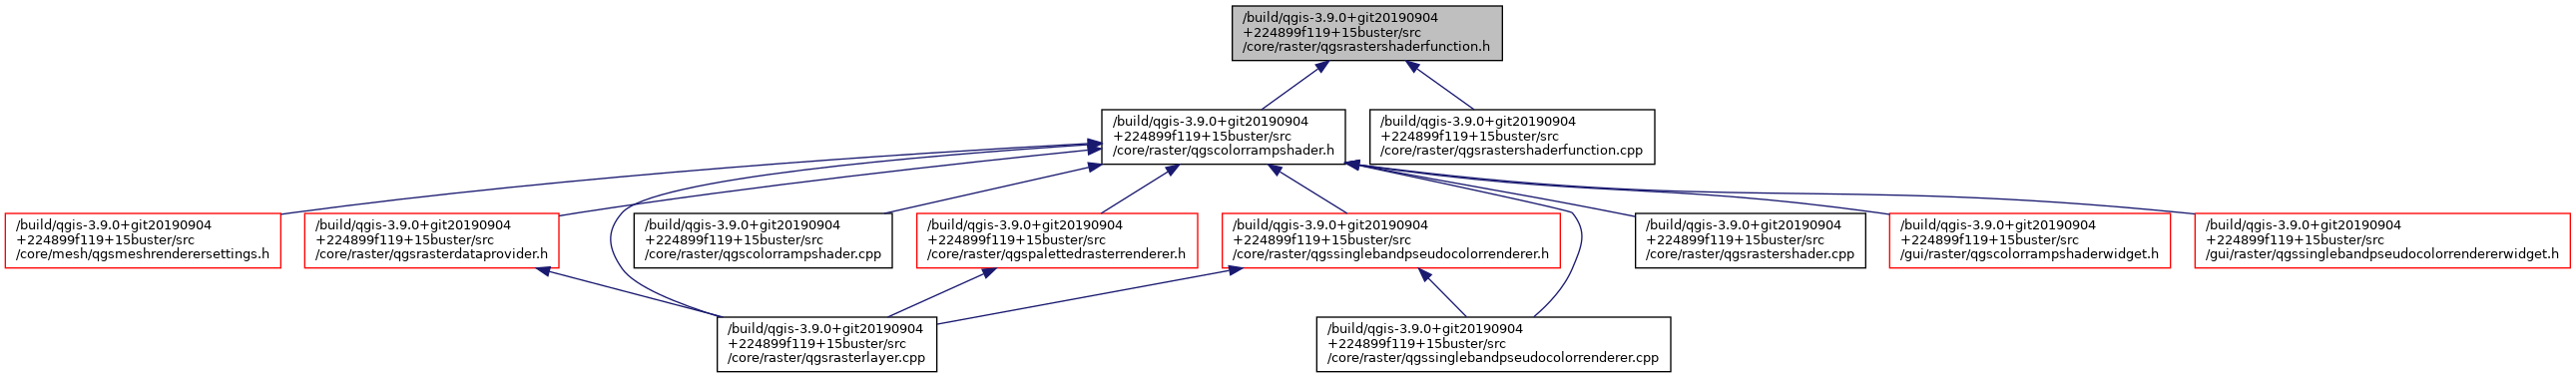 /build/qgis-3.9.0+git20190904
+224899f119+15buster/src
/core/raster/qgsrastershaderfunction.h
/build/qgis-3.9.0+git20190904
+224899f119+15buster/src
/core/raster/qgscolorrampshader.h
/build/qgis-3.9.0+git20190904
+224899f119+15buster/src
/core/raster/qgsrastershaderfunction.cpp
/build/qgis-3.9.0+git20190904
+224899f119+15buster/src
/core/mesh/qgsmeshrenderersettings.h
/build/qgis-3.9.0+git20190904
+224899f119+15buster/src
/core/raster/qgsrasterdataprovider.h
/build/qgis-3.9.0+git20190904
+224899f119+15buster/src
/core/raster/qgscolorrampshader.cpp
/build/qgis-3.9.0+git20190904
+224899f119+15buster/src
/core/raster/qgspalettedrasterrenderer.h
/build/qgis-3.9.0+git20190904
+224899f119+15buster/src
/core/raster/qgssinglebandpseudocolorrenderer.h
/build/qgis-3.9.0+git20190904
+224899f119+15buster/src
/core/raster/qgsrastershader.cpp
/build/qgis-3.9.0+git20190904
+224899f119+15buster/src
/gui/raster/qgscolorrampshaderwidget.h
/build/qgis-3.9.0+git20190904
+224899f119+15buster/src
/gui/raster/qgssinglebandpseudocolorrendererwidget.h
/build/qgis-3.9.0+git20190904
+224899f119+15buster/src
/core/raster/qgsrasterlayer.cpp
/build/qgis-3.9.0+git20190904
+224899f119+15buster/src
/core/raster/qgssinglebandpseudocolorrenderer.cpp